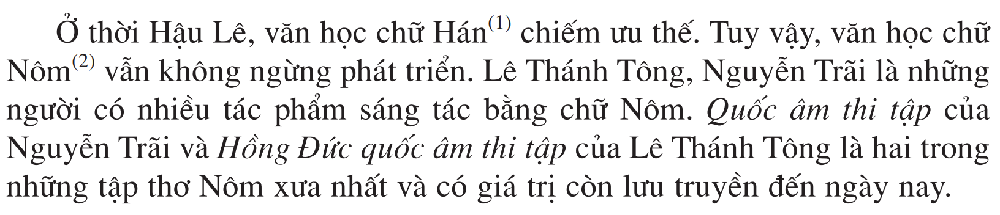 Ở thời Hậu Lê, văn học chữ Hán(1) chiếm ưu thế. Tuy vậy, văn học chữ
Nôm(2) vẫn không ngừng phát triển. Lê Thánh Tông, Nguyễn Trãi là những
người có nhiều tác phẩm sáng tác bằng chữ Nôm. Quốc âm thi tập của
Nguyễn Trãi và Hồng Đức quốc âm thi tập của Lê Thánh Tông là hai trong
những tập thơ Nôm xưa nhất và có giá trị còn lưu truyền đến ngày nay.